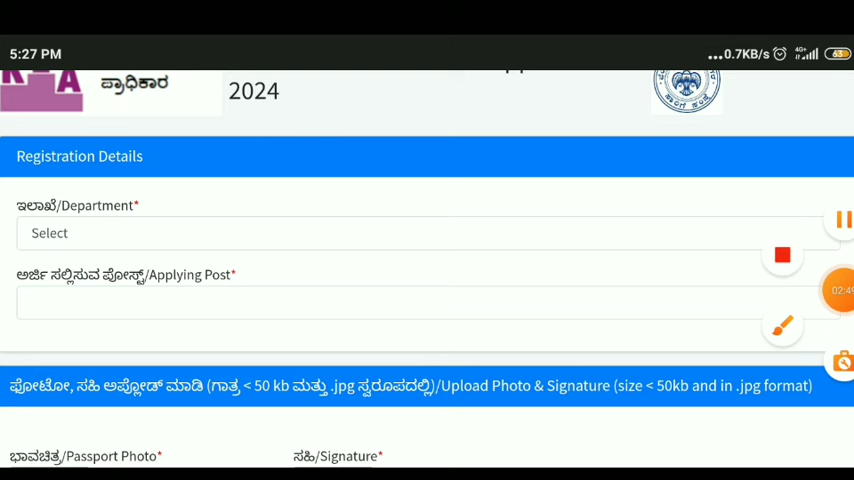 5:27 PM
...0.7KB/s 4G+ 63
ಪ್ರಾಧಿಕಾರ
2024
Registration Details
ಇಲಾಖೆ/Department*
Select
ಅರ್ಜಿ ಸಲ್ಲಿಸುವ ಪೋಸ್ಟ್/Applying Post*
02:49
ಫೋಟೋ, ಸಹಿ ಅಪ್ಲೋಡ್ ಮಾಡಿ (ಗಾತ್ರ < 50 kb ಮತ್ತು .jpg ಸ್ವರೂಪದಲ್ಲಿ)/Upload Photo & Signature (size < 50kb and in .jpg format)
ಭಾವಚಿತ್ರ/Passport Photo*
ಸಹಿ/Signature*